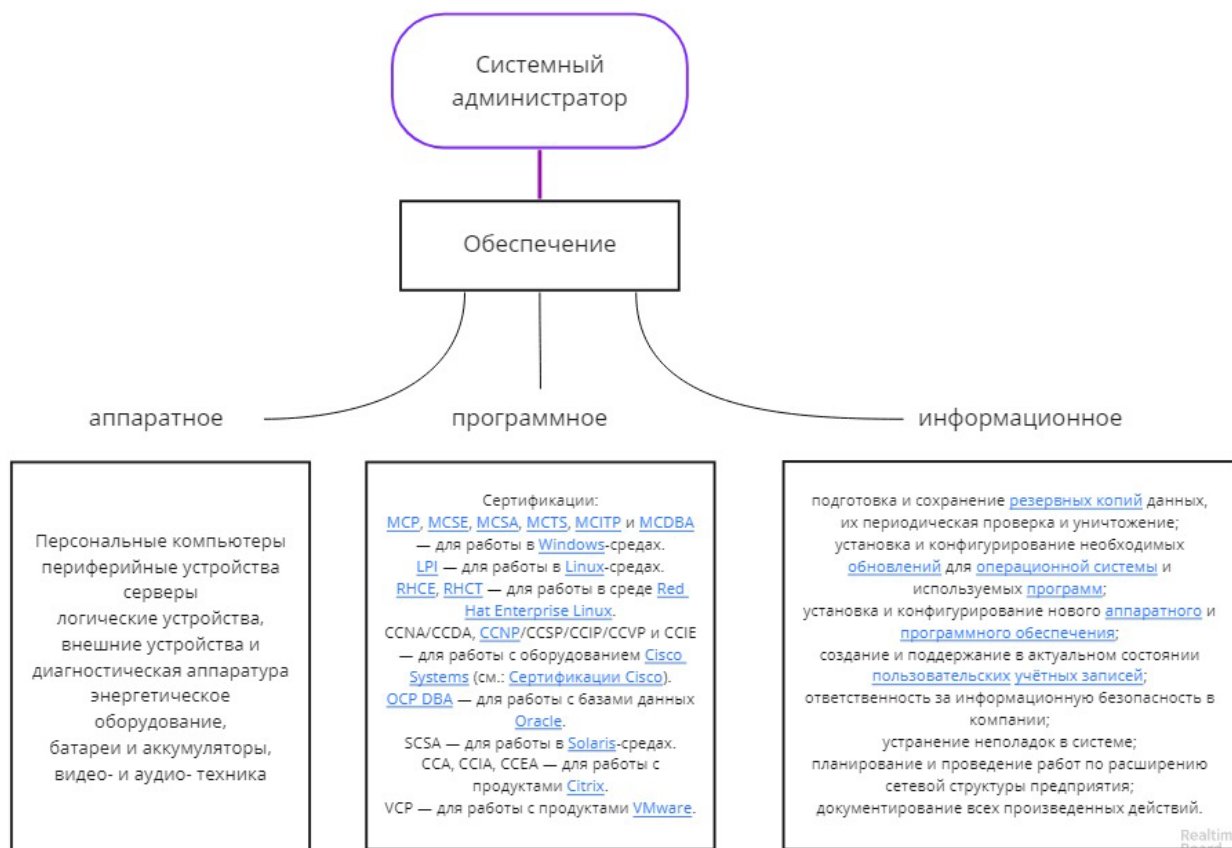 Системный
администратор
Обеспечение
аппаратное
программное
информационное
Персональные компьютеры
периферийные устройства
серверы
логические устройства,
внешние устройства и
диагностическая аппаратура
энергетическое
оборудование,
батареи и аккумуляторы,
видео- и аудио- техника
Сертификации:
MCP, MCSE, MCSA, MCTS, MCITP и MCDBA
— для работы в Windows-средах.
LPI — для работы в Linux-средах.
RHCE, RHCT — для работы в среде Red
Hat Enterprise Linux.
CCNA/CCDA, CCNP/CCSP/CCIP/CCVP и CCIE
— для работы с оборудованием Cisco
Systems (см.: Сертификации Cisco).
OCP DBA — для работы с базами данных
Oracle.
SCSA — для работы в Solaris-средах.
CCA, CCIA, CCEA — для работы с
продуктами Citrix.
VCP — для работы с продуктами VMware.
подготовка и сохранение резервных копий данных,
их периодическая проверка и уничтожение;
установка и конфигурирование необходимых
обновлений для операционной системы и
используемых программ;
установка и конфигурирование нового аппаратного и
программного обеспечения;
создание и поддержание в актуальном состоянии
пользовательских учётных записей;
ответственность за информационную безопасность в
компании;
устранение неполадок в системе;
планирование и проведение работ по расширению
сетевой структуры предприятия;
документирование всех произведенных действий.
Realtim